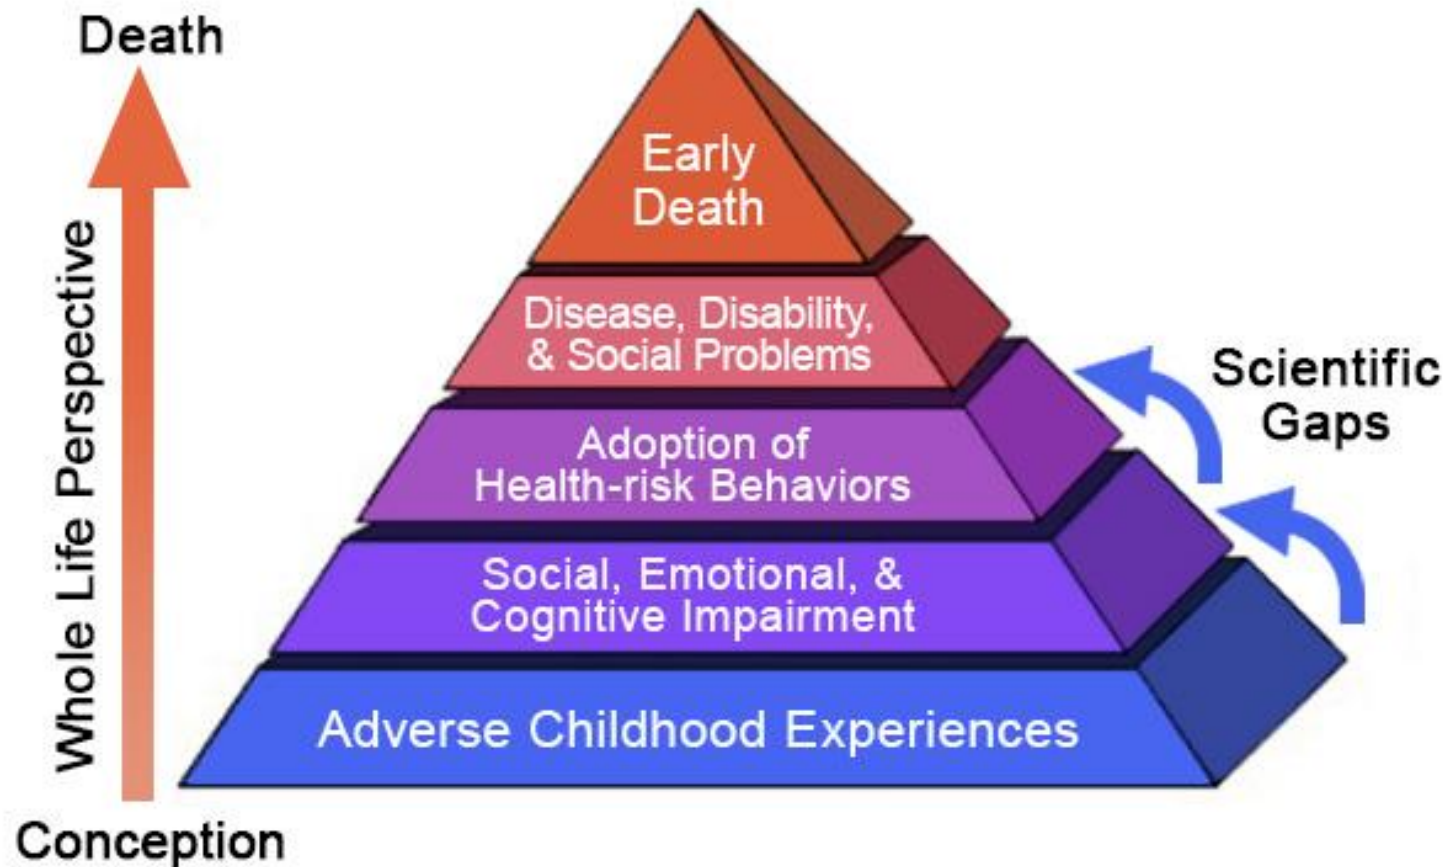 Death
Whole Life Perspective
Conception
Early
Death
Disease, Disability,
& Social Problems
Adoption of
Health-risk Behaviors
Social, Emotional, &
Cognitive Impairment
Adverse Childhood Experiences
Scientific
Gaps